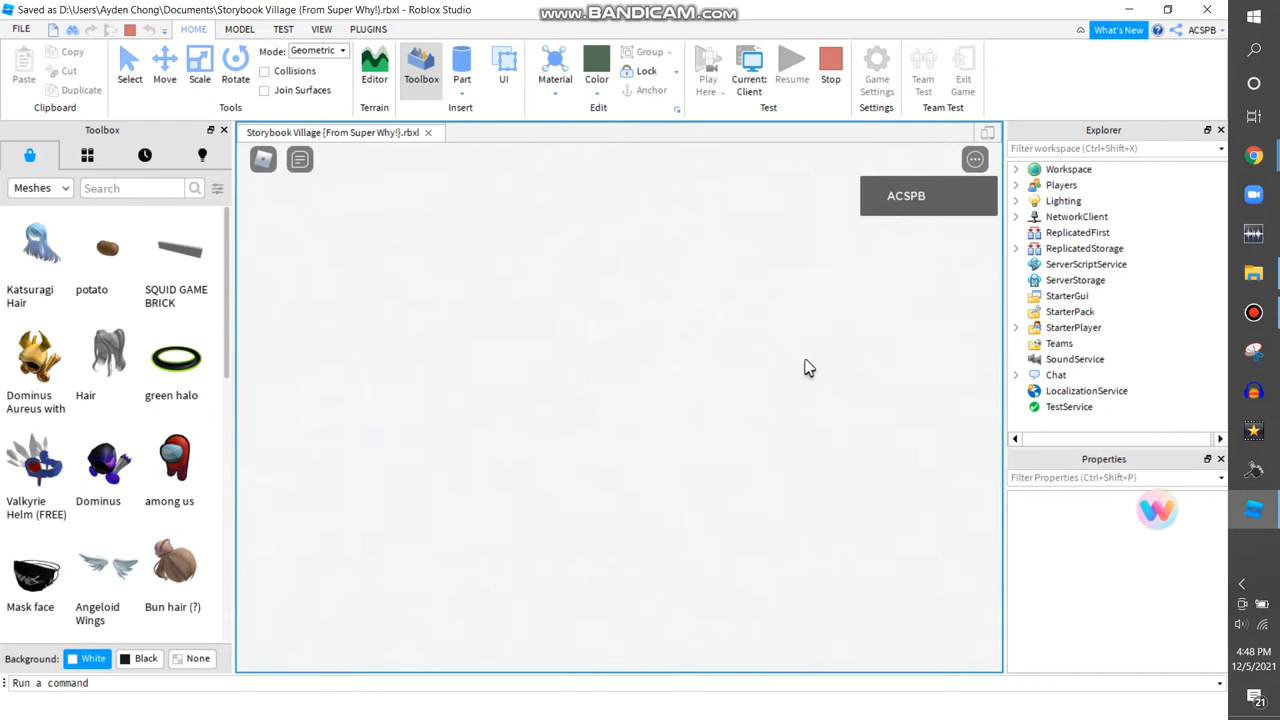 Saved as D:\Users\Ayden Chong\Documents\Storybook Village {From Super Why!}.rbxl - Roblox Studio
www.BANDICAM.com
FILE HOME MODEL TEST VIEW PLUGINS What's New ACSPB
Paste Copy Cut Duplicate
Select Move Scale Rotate
Mode: Geometric
Collisions
Join Surfaces
Editor Toolbox Part UI
Material Color Group Lock Anchor
Play Here Current: Client Resume Stop
Game Settings Team Test Exit Game
Clipboard Tools Terrain Insert Edit Test Settings Team Test
Toolbox
Meshes Search
Katsuragi Hair
potato
SQUID GAME BRICK
Dominus Aureus with
Hair
green halo
Valkyrie Helm (FREE)
Dominus
among us
Mask face
Angeloid Wings
Bun hair (?)
Background: White Black None
Run a command
Storybook Village {From Super Why!}.rbxl
ACSPB
Explorer
Filter workspace (Ctrl+Shift+X)
Workspace
Players
Lighting
NetworkClient
ReplicatedFirst
ReplicatedStorage
ServerScriptService
ServerStorage
StarterGui
StarterPack
StarterPlayer
Teams
SoundService
Chat
LocalizationService
TestService
Properties
Filter Properties (Ctrl+Shift+P)
4:48 PM
12/5/2021
21